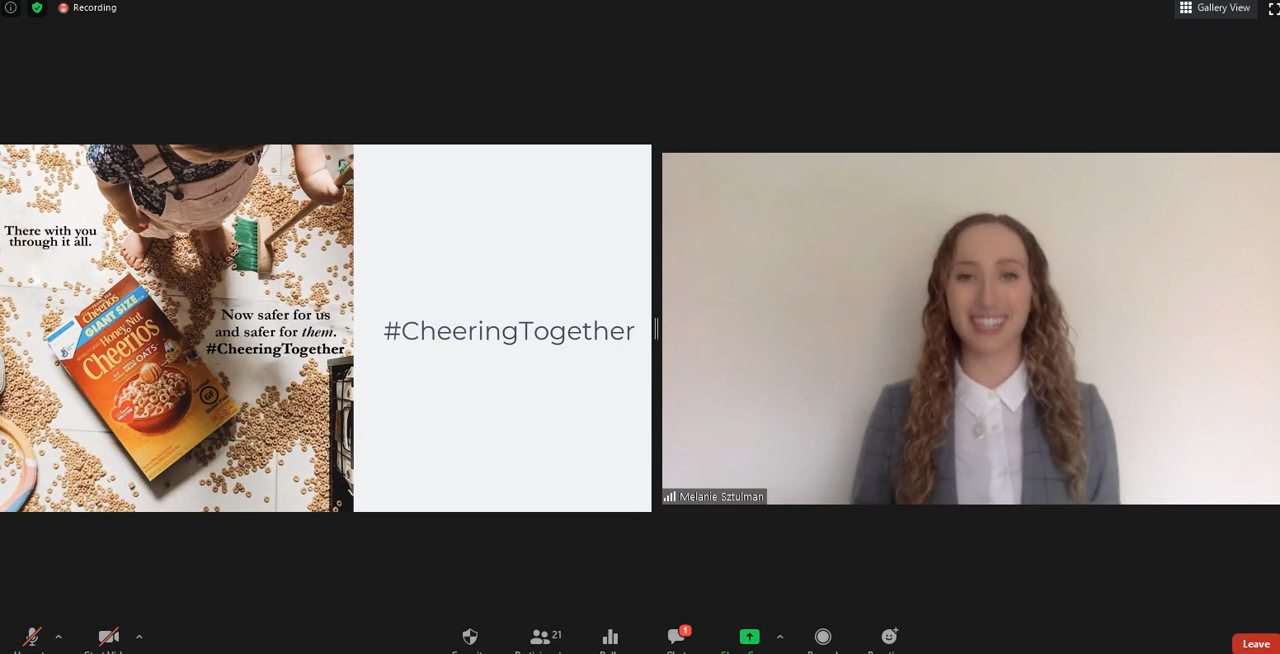 Recording
Gallery View
There with you
through it all.
Now safer for us
and safer for them.
#CheeringTogether
Cheerios
GIANT SIZE
Honey Nut
Cheerios
OATS
#CheeringTogether
Melanie Sztulman
21
1
Leave